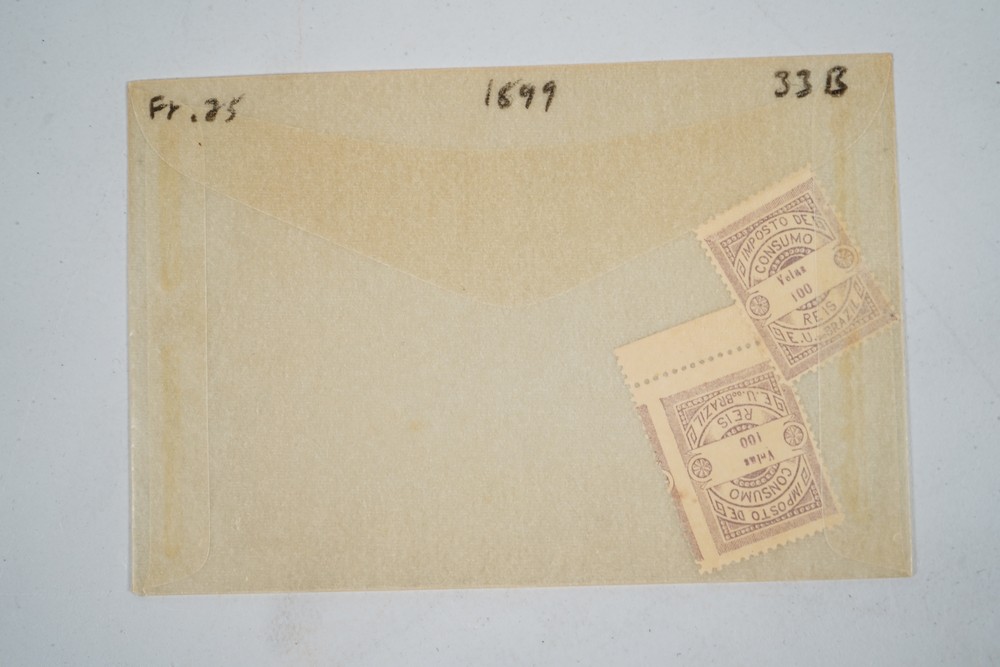 Fr. 25 1899 33 B
IMPOSTO DE
CONSUMO
Velas
100
REIS
E.U. DO BRAZIL
IMPOSTO DE
CONSUMO
Velas
100
REIS
E.U. DO BRAZIL